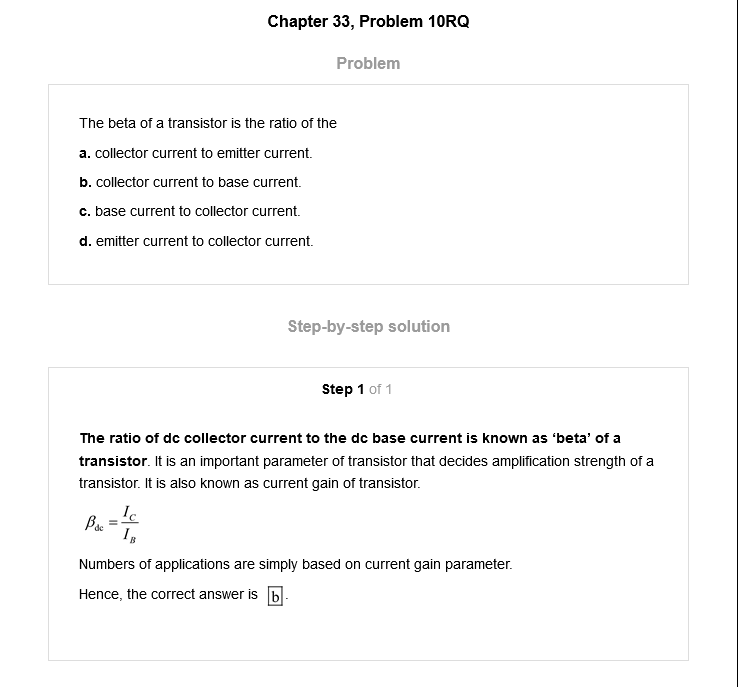 Chapter 33, Problem 10RQ
Problem
The beta of a transistor is the ratio of the
a. collector current to emitter current.
b. collector current to base current.
c. base current to collector current.
d. emitter current to collector current.
Step-by-step solution
Step 1 of 1
The ratio of dc collector current to the dc base current is known as ‘beta’ of a
transistor. It is an important parameter of transistor that decides amplification strength of a
transistor. It is also known as current gain of transistor.
β_dc = I_C / I_B
Numbers of applications are simply based on current gain parameter.
Hence, the correct answer is b.